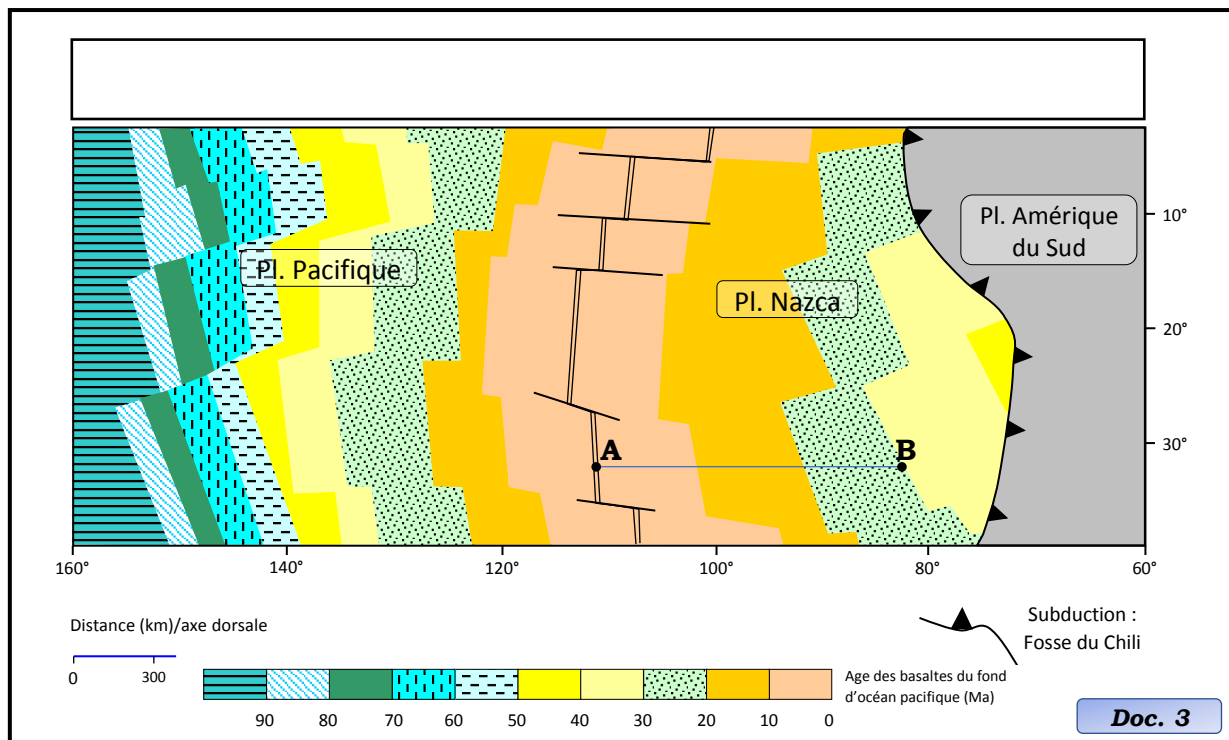 Pl. Amérique
du Sud
10°
Pl. Pacifique
Pl. Nazca
20°
A
B
30°
160°
140°
120°
100°
80°
60°
Distance (km)/axe dorsale
0
300
Subduction :
Fosse du Chili
90
80
70
60
50
40
30
20
10
0
Age des basaltes du fond
d'océan pacifique (Ma)
Doc. 3